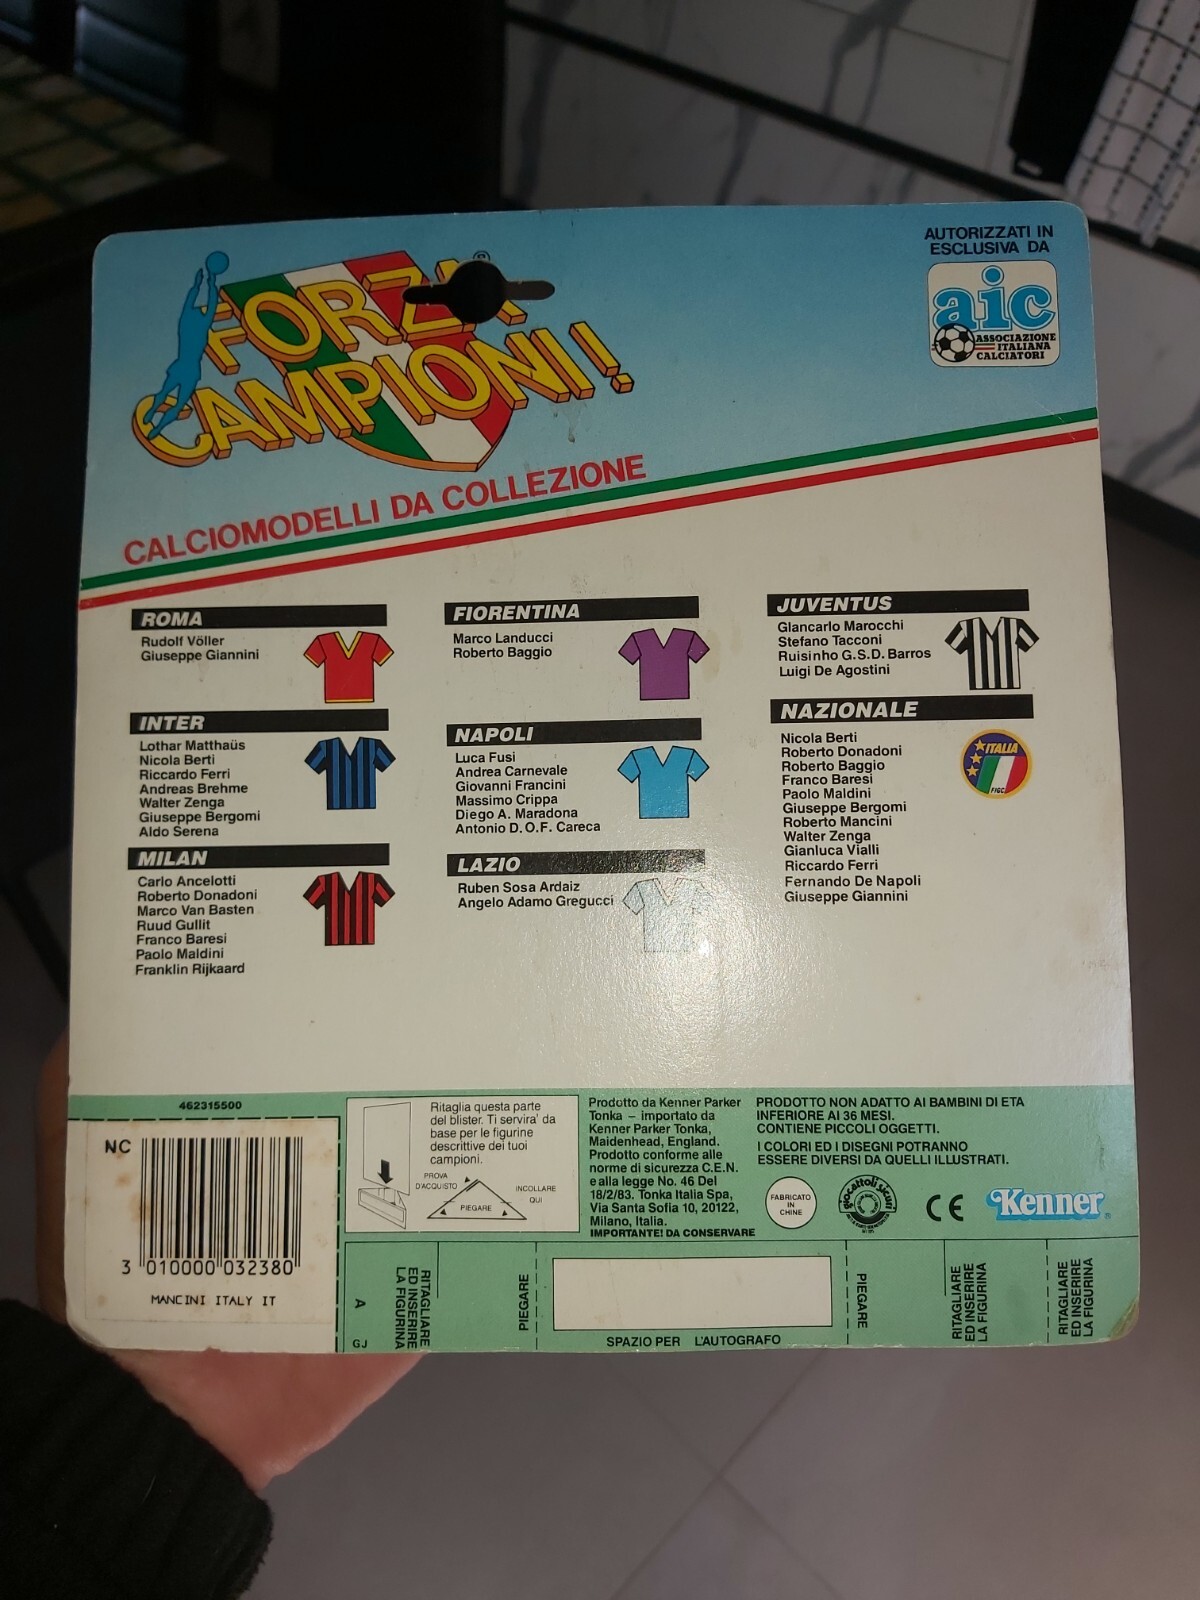 FORZA
CAMPIONI!
®
CALCIOMODELLI DA COLLEZIONE
AUTORIZZATI IN
ESCLUSIVA DA
aic
ASSOCIAZIONE
ITALIANA
CALCIATORI
ROMA
Rudolf Völler
Giuseppe Giannini
INTER
Lothar Matthaüs
Nicola Berti
Riccardo Ferri
Andreas Brehme
Walter Zenga
Giuseppe Bergomi
Aldo Serena
MILAN
Carlo Ancelotti
Roberto Donadoni
Marco Van Basten
Ruud Gullit
Franco Baresi
Paolo Maldini
Franklin Rijkaard
FIORENTINA
Marco Landucci
Roberto Baggio
NAPOLI
Luca Fusi
Andrea Carnevale
Giovanni Francini
Massimo Crippa
Diego A. Maradona
Antonio D.O.F. Careca
LAZIO
Ruben Sosa Ardaiz
Angelo Adamo Gregucci
JUVENTUS
Giancarlo Marocchi
Stefano Tacconi
Ruisinho G.S.D. Barros
Luigi De Agostini
NAZIONALE
Nicola Berti
Roberto Donadoni
Roberto Baggio
Franco Baresi
Paolo Maldini
Giuseppe Bergomi
Roberto Mancini
Walter Zenga
Gianluca Vialli
Riccardo Ferri
Fernando De Napoli
Giuseppe Giannini
ITALIA
FIGC
462315500
NC
3 010000 032380
MANCINI ITALY IT
Ritaglia questa parte
del blister. Ti servira' da
base per le figurine
descrittive dei tuoi
campioni.
PROVA
D'ACQUISTO
INCOLLARE
QUI
PIEGARE
Prodotto da Kenner Parker
Tonka – importato da
Kenner Parker Tonka,
Maidenhead, England.
Prodotto conforme alle
norme di sicurezza C.E.N.
e alla legge No. 46 Del
18/2/83. Tonka Italia Spa,
Via Santa Sofia 10, 20122,
Milano, Italia.
IMPORTANTE! DA CONSERVARE
PRODOTTO NON ADATTO AI BAMBINI DI ETA
INFERIORE AI 36 MESI.
CONTIENE PICCOLI OGGETTI.
I COLORI ED I DISEGNI POTRANNO
ESSERE DIVERSI DA QUELLI ILLUSTRATI.
FABRICATO
IN
CHINE
giocattoli sicuri
CE
Kenner®
A
GJ
RITAGLIARE
ED INSERIRE
LA FIGURINA
PIEGARE
SPAZIO PER L'AUTOGRAFO
PIEGARE
RITAGLIARE
ED INSERIRE
LA FIGURINA
RITAGLIARE
ED INSERIRE
LA FIGURINA